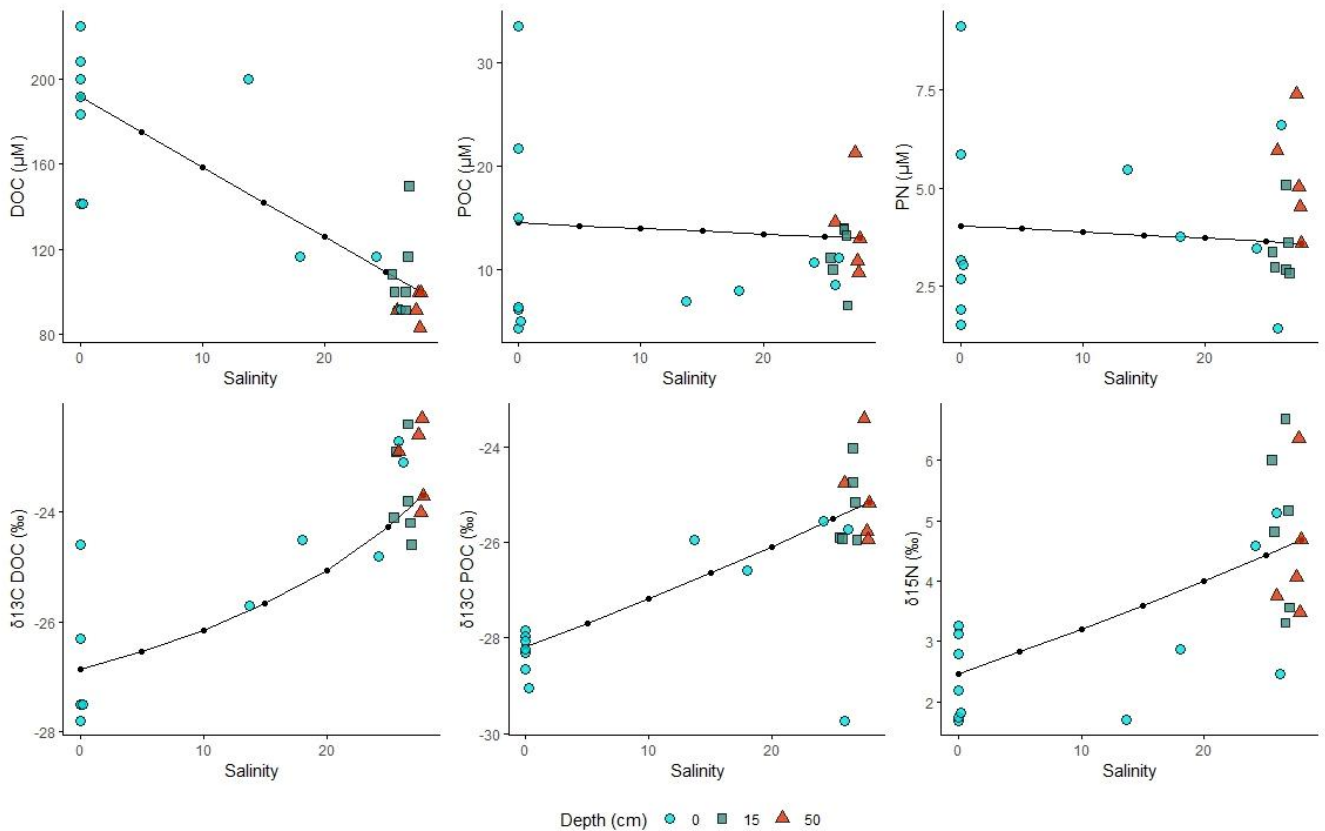 200
160
120
80
DOC (µM)
0 10 20
Salinity
30
20
10
POC (µM)
0 10 20
Salinity
7.5
5.0
2.5
PN (µM)
0 10 20
Salinity
-24
-26
-28
δ13C DOC (‰)
0 10 20
Salinity
-24
-26
-28
-30
δ13C POC (‰)
0 10 20
Salinity
6
5
4
3
2
δ15N (‰)
0 10 20
Salinity
Depth (cm) 0 15 50